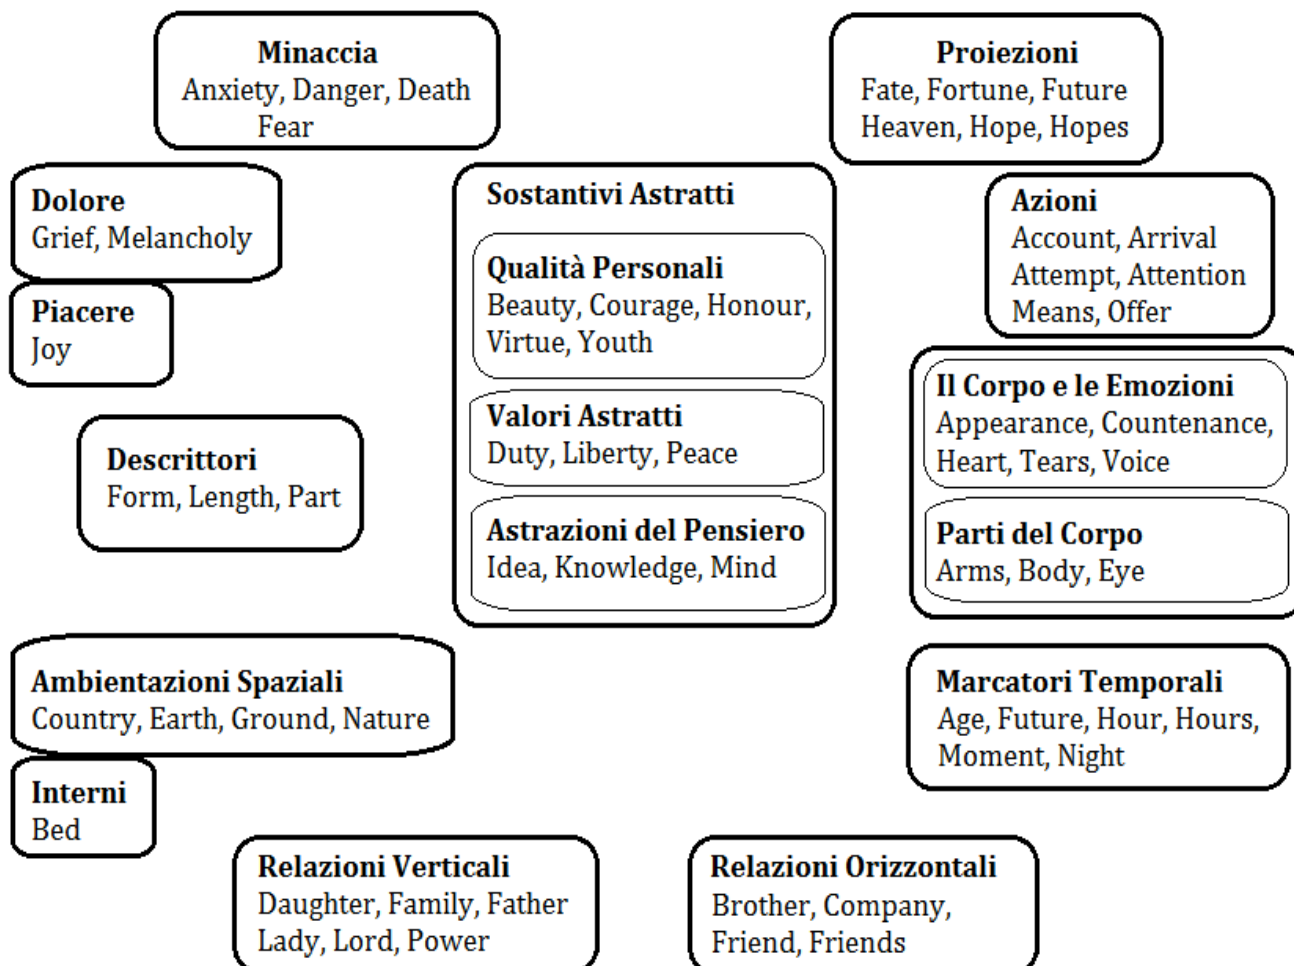 Minaccia
Anxiety, Danger, Death
Fear
Proiezioni
Fate, Fortune, Future
Heaven, Hope, Hopes
Dolore
Grief, Melancholy
Piacere
Joy
Sostantivi Astratti
Qualità Personali
Beauty, Courage, Honour,
Virtue, Youth
Valori Astratti
Duty, Liberty, Peace
Astrazioni del Pensiero
Idea, Knowledge, Mind
Azioni
Account, Arrival
Attempt, Attention
Means, Offer
Il Corpo e le Emozioni
Appearance, Countenance,
Heart, Tears, Voice
Parti del Corpo
Arms, Body, Eye
Descrittori
Form, Length, Part
Ambientazioni Spaziali
Country, Earth, Ground, Nature
Interni
Bed
Marcatori Temporali
Age, Future, Hour, Hours,
Moment, Night
Relazioni Verticali
Daughter, Family, Father
Lady, Lord, Power
Relazioni Orizzontali
Brother, Company,
Friend, Friends